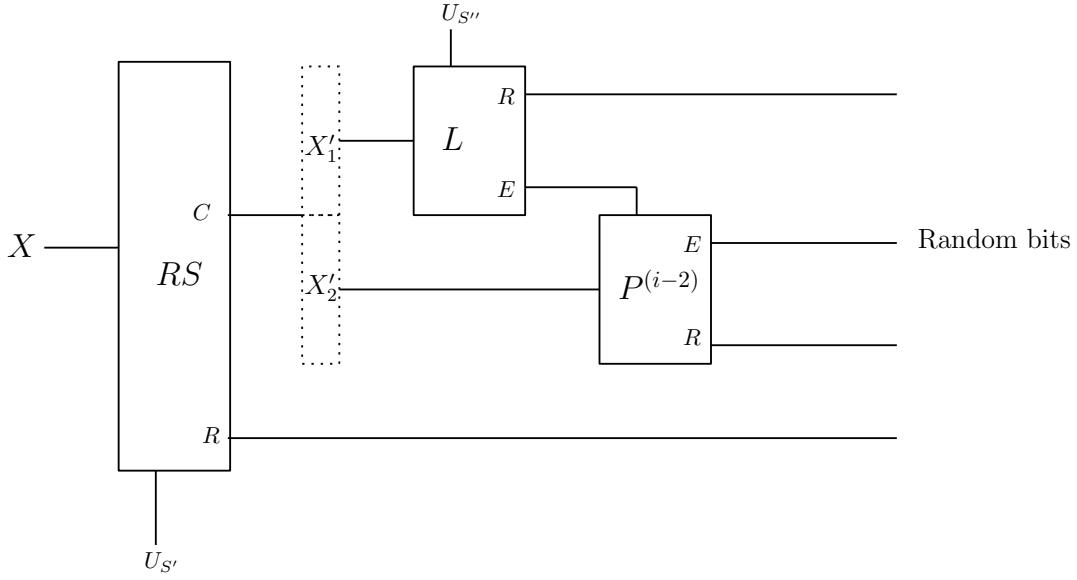 U_{S''}
R
L
X'_1
E
C
X
RS
E
Random bits
P^{(i-2)}
X'_2
R
R
U_{S'}